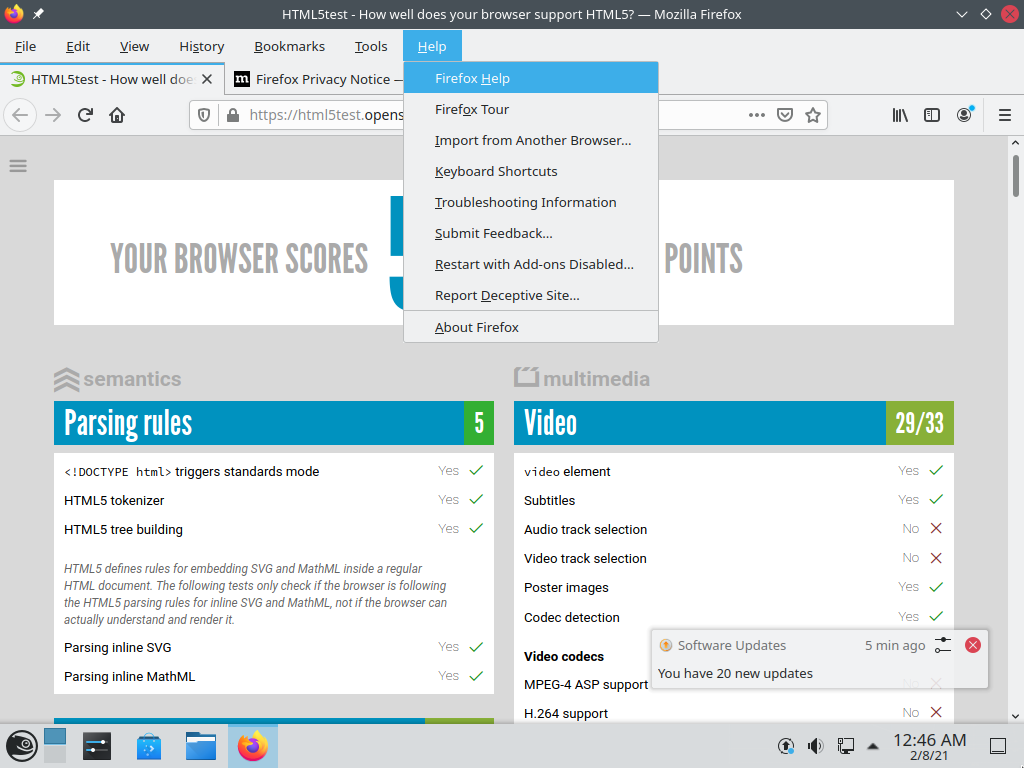 HTML5test - How well does your browser support HTML5? — Mozilla Firefox
File Edit View History Bookmarks Tools Help
HTML5test - How well doe
Firefox Privacy Notice —
https://html5test.opens
Firefox Help
Firefox Tour
Import from Another Browser...
Keyboard Shortcuts
Troubleshooting Information
Submit Feedback...
Restart with Add-ons Disabled...
Report Deceptive Site...
About Firefox
YOUR BROWSER SCORES
POINTS
semantics
Parsing rules 5
<!DOCTYPE html> triggers standards mode Yes
HTML5 tokenizer Yes
HTML5 tree building Yes
HTML5 defines rules for embedding SVG and MathML inside a regular
HTML document. The following tests only check if the browser is following
the HTML5 parsing rules for inline SVG and MathML, not if the browser can
actually understand and render it.
Parsing inline SVG Yes
Parsing inline MathML Yes
multimedia
Video 29/33
video element Yes
Subtitles Yes
Audio track selection No
Video track selection No
Poster images Yes
Codec detection Yes
Video codecs
MPEG-4 ASP support No
H.264 support No
Software Updates 5 min ago
You have 20 new updates
12:46 AM
2/8/21